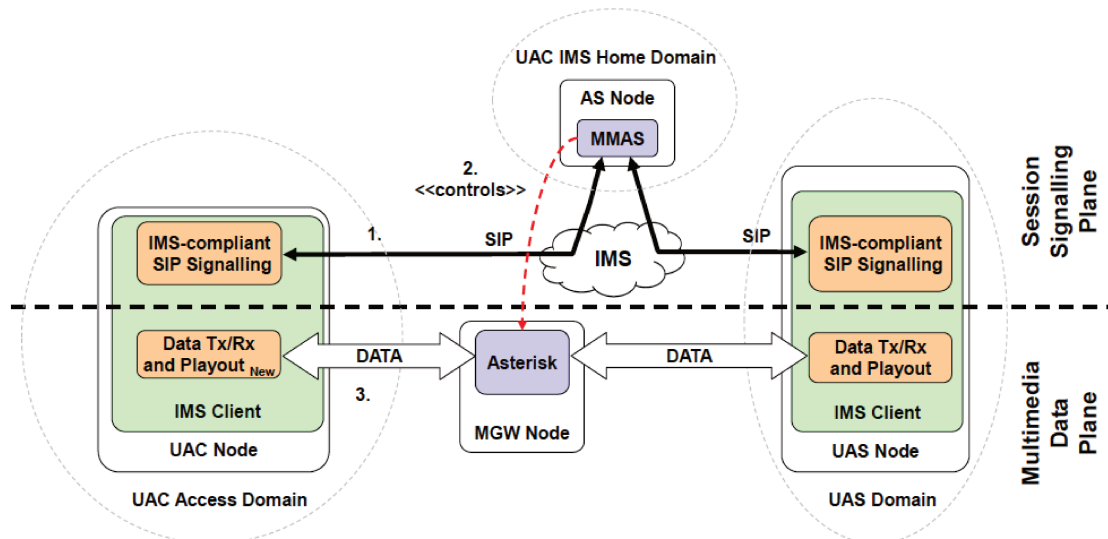 UAC IMS Home Domain
AS Node
MMAS
2.
<<controls>>
1.
SIP
IMS
SIP
IMS-compliant
SIP Signalling
IMS-compliant
SIP Signalling
Session
Signalling
Plane
Data Tx/Rx
and Playout New
IMS Client
UAC Node
UAC Access Domain
DATA
3.
Asterisk
MGW Node
DATA
Data Tx/Rx
and Playout
IMS Client
UAS Node
UAS Domain
Multimedia
Data
Plane